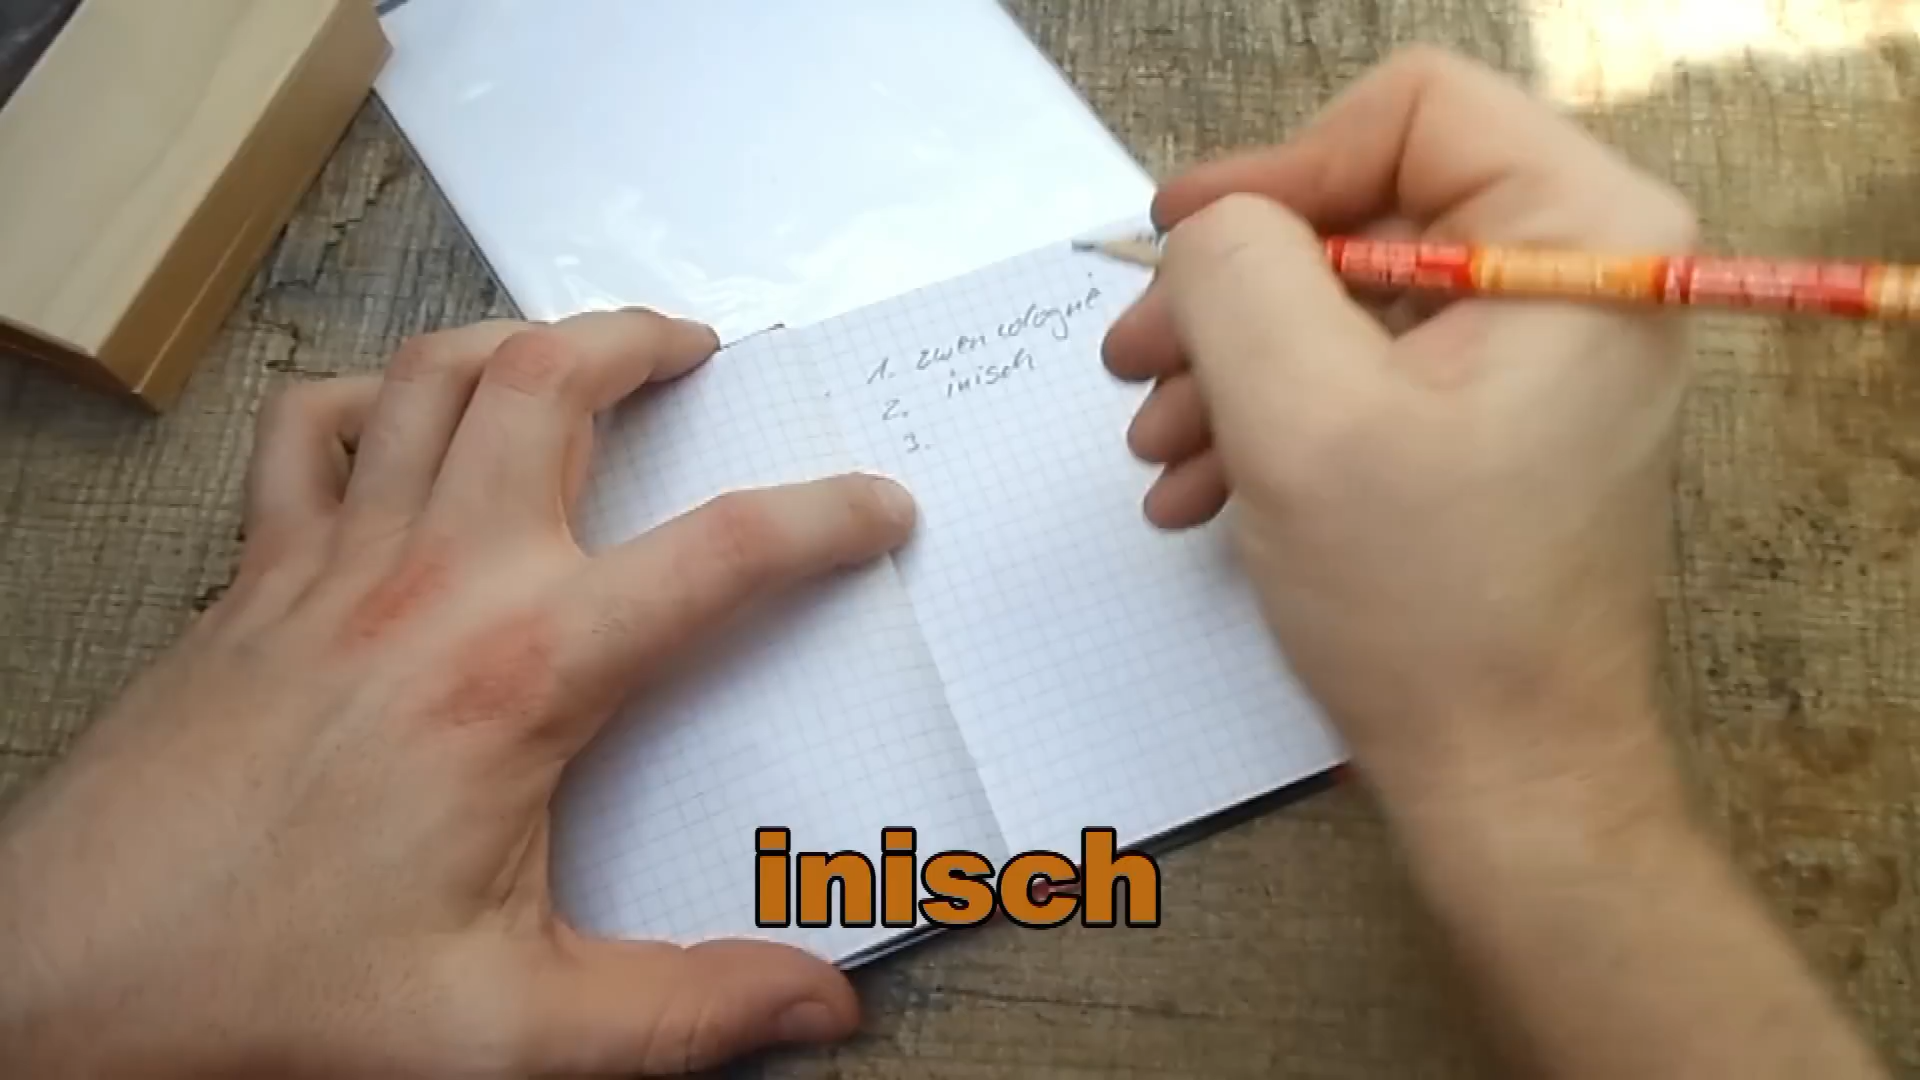 1. zwen cologne
2. inisch
3.
inisch